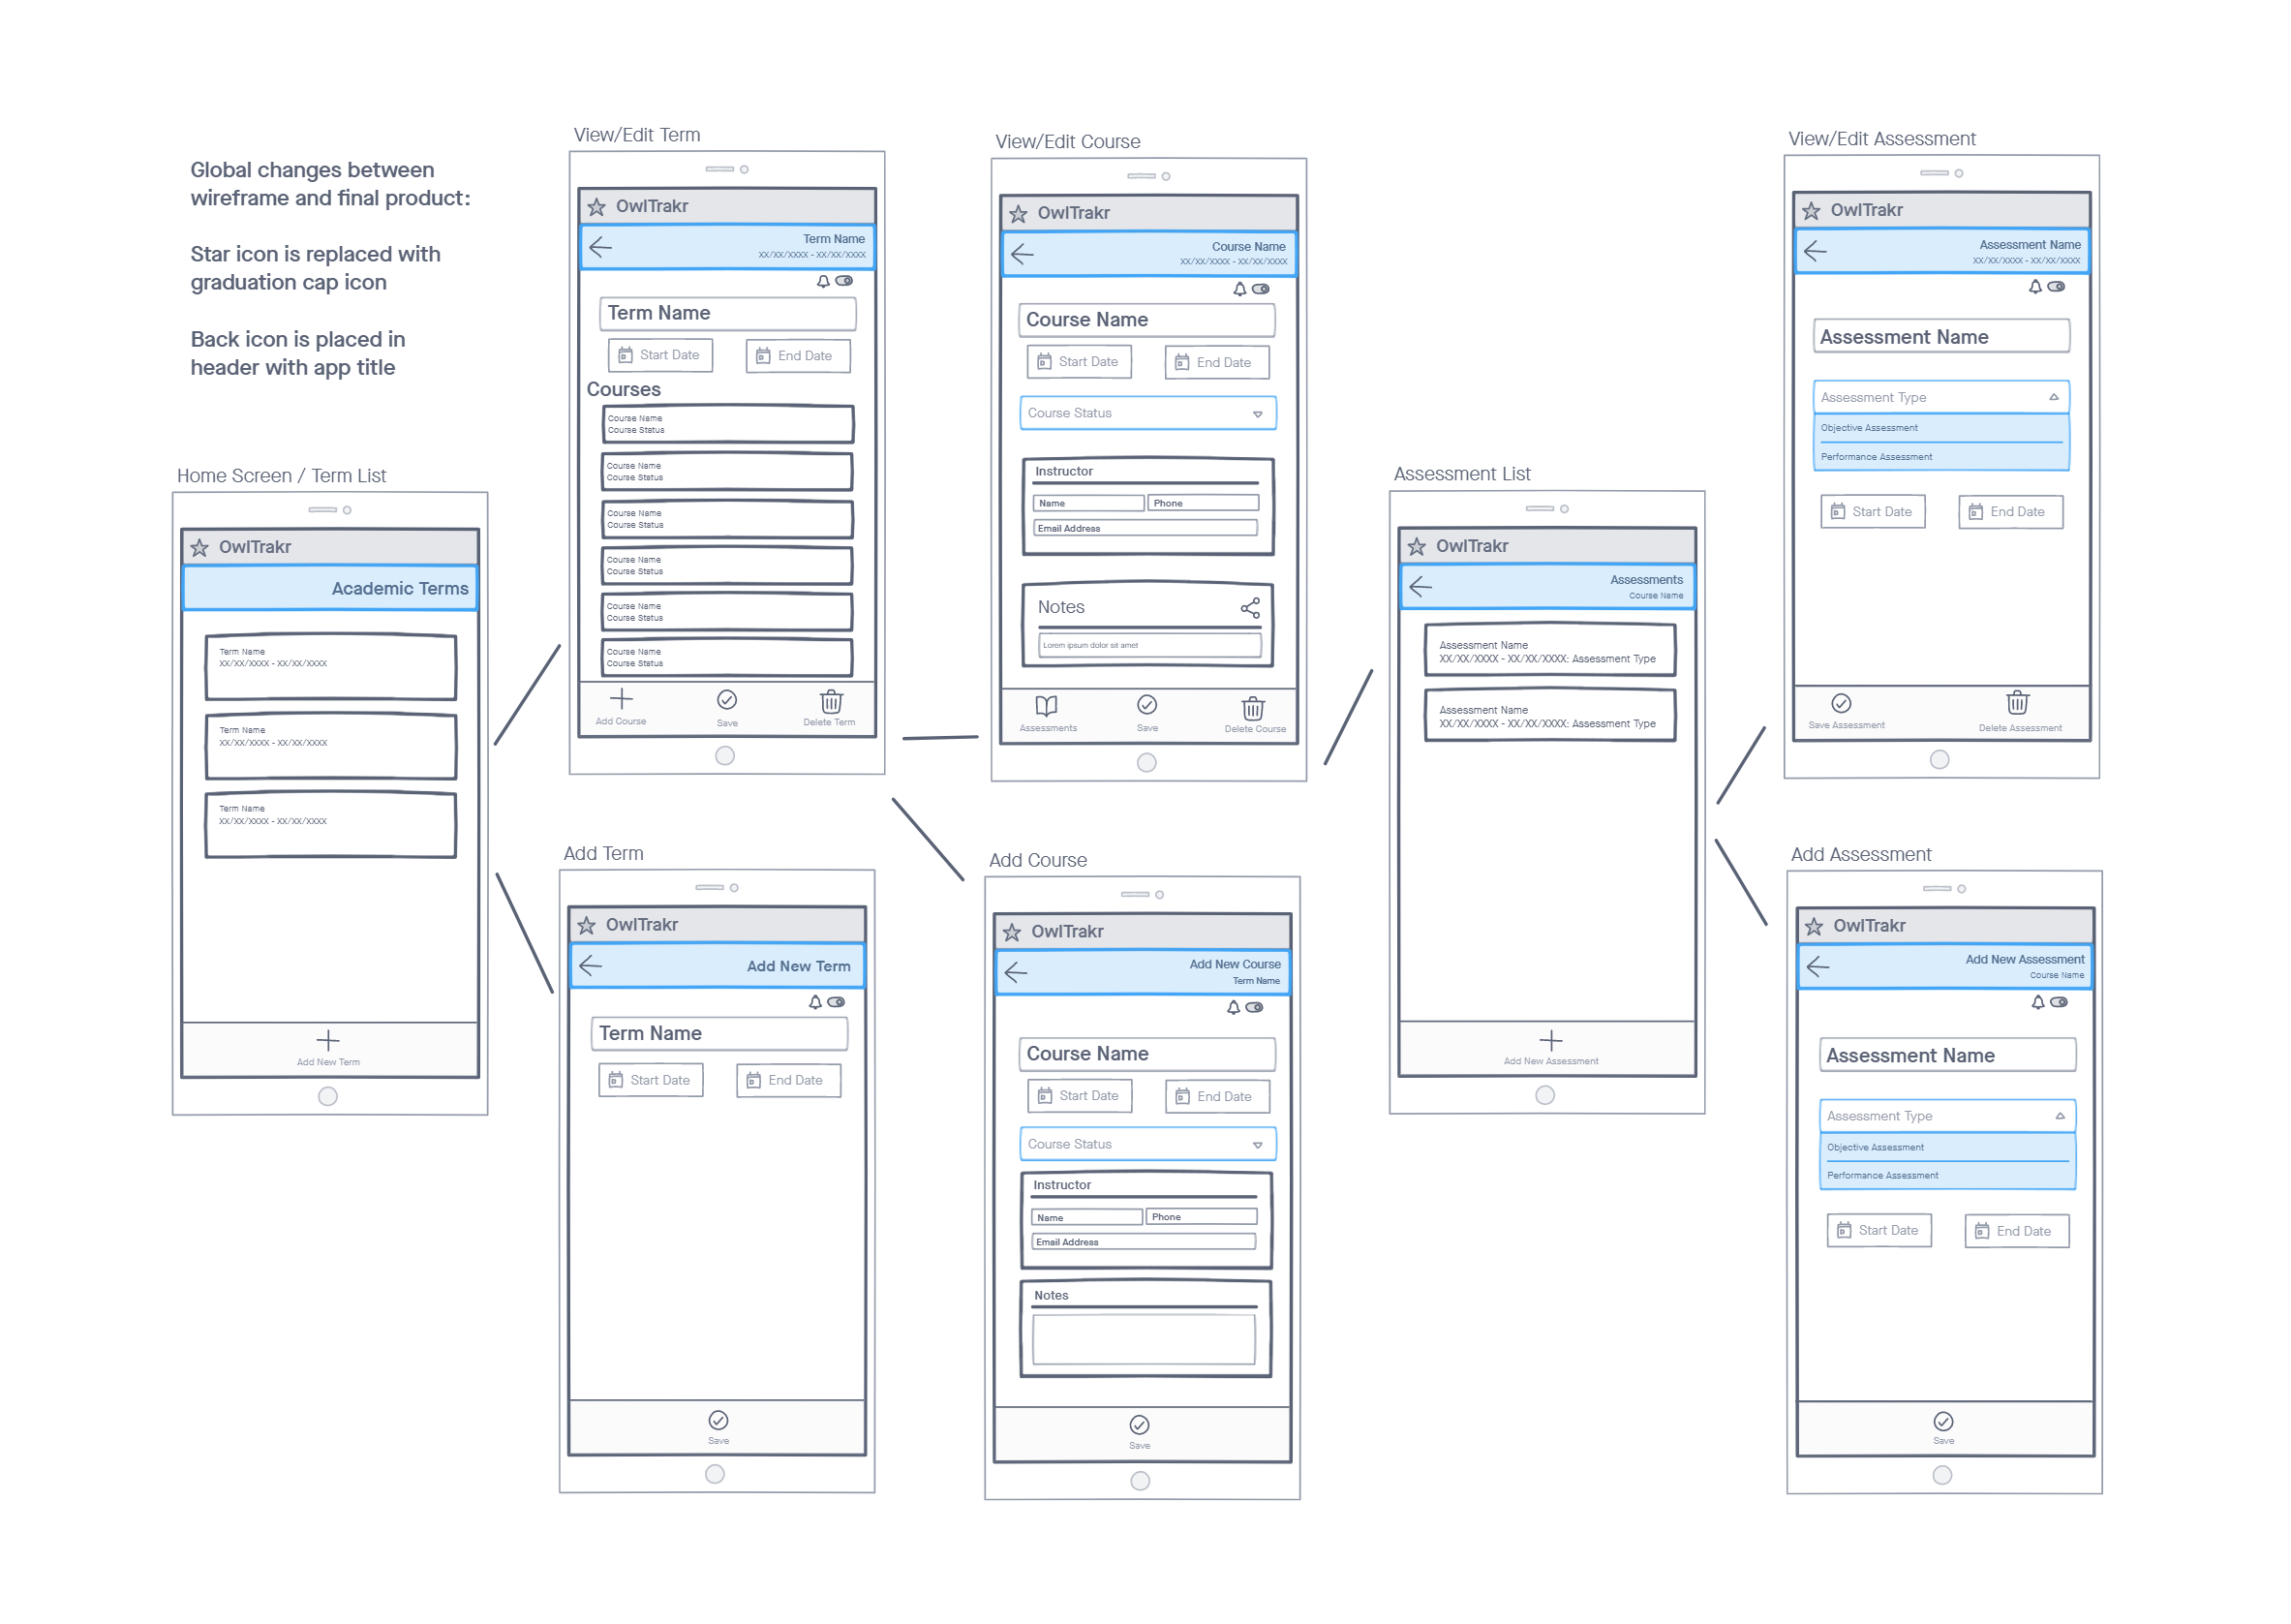 Global changes between
wireframe and final product:
Star icon is replaced with
graduation cap icon
Back icon is placed in
header with app title
Home Screen / Term List
OwlTrakr
Academic Terms
Term Name
XX/XX/XXXX - XX/XX/XXXX
Term Name
XX/XX/XXXX - XX/XX/XXXX
Term Name
XX/XX/XXXX - XX/XX/XXXX
Add New Term
View/Edit Term
OwlTrakr
Term Name
XX/XX/XXXX - XX/XX/XXXX
Term Name
Start Date
End Date
Courses
Course Name
Course Status
Course Name
Course Status
Course Name
Course Status
Course Name
Course Status
Course Name
Course Status
Course Name
Course Status
Add Course
Save
Delete Term
Add Term
OwlTrakr
Add New Term
Term Name
Start Date
End Date
Save
View/Edit Course
OwlTrakr
Course Name
XX/XX/XXXX - XX/XX/XXXX
Course Name
Start Date
End Date
Course Status
Instructor
Name
Phone
Email Address
Notes
Lorem ipsum dolor sit amet
Assessments
Save
Delete Course
Add Course
OwlTrakr
Add New Course
Term Name
Course Name
Start Date
End Date
Course Status
Instructor
Name
Phone
Email Address
Notes
Save
Assessment List
OwlTrakr
Assessments
Course Name
Assessment Name
XX/XX/XXXX - XX/XX/XXXX: Assessment Type
Assessment Name
XX/XX/XXXX - XX/XX/XXXX: Assessment Type
Add New Assessment
View/Edit Assessment
OwlTrakr
Assessment Name
XX/XX/XXXX - XX/XX/XXXX
Assessment Name
Assessment Type
Objective Assessment
Performance Assessment
Start Date
End Date
Save Assessment
Delete Assessment
Add Assessment
OwlTrakr
Add New Assessment
Course Name
Assessment Name
Assessment Type
Objective Assessment
Performance Assessment
Start Date
End Date
Save